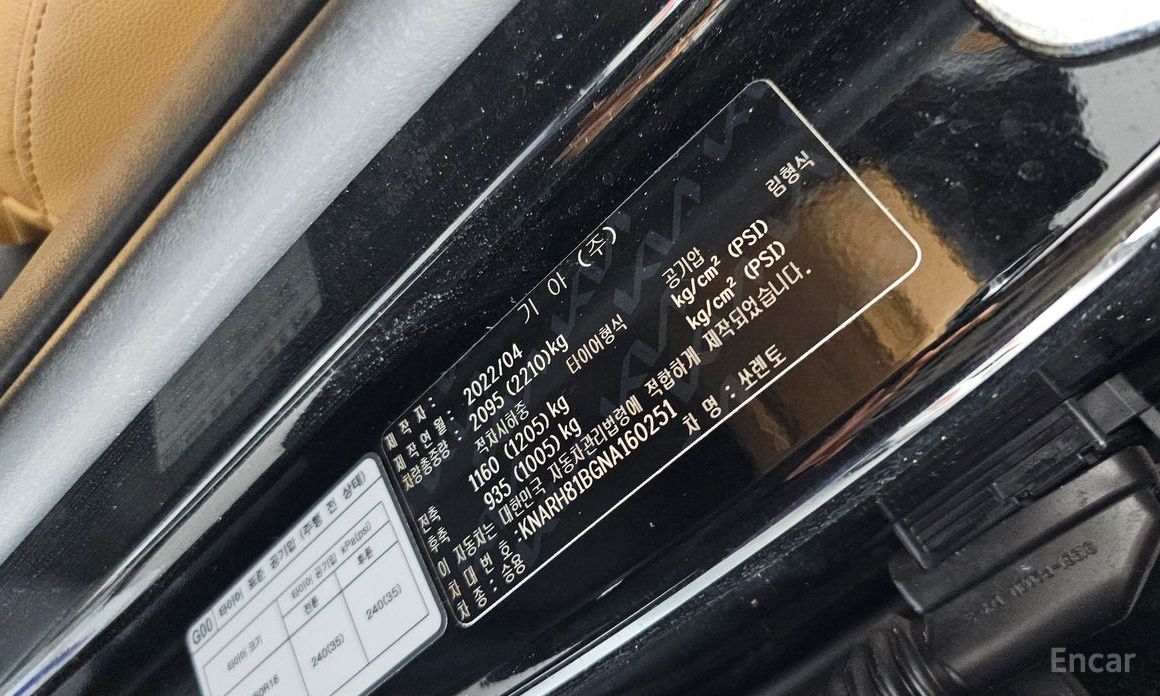 제작자: 기 아 (주)
제작연월: 2022/04
차량총중량: 2095 (2210)kg
적재시하중 타이어형식 공기압 림형식
전축 1160 (1205) kg kg/cm² (PSI)
후축 935 (1005) kg kg/cm² (PSI)
이 자동차는 대한민국 자동차관리법령에 적합하게 제작되었습니다.
차대번호:KNARH81BGNA160251
차종: 승용 차명: 쏘렌토
G00 타이어 표준 공기압 (주행 전 상태)
타이어 크기 타이어 공기압 kPa(psi)
전륜 후륜
60R18 240(35) 240(35)
Encar